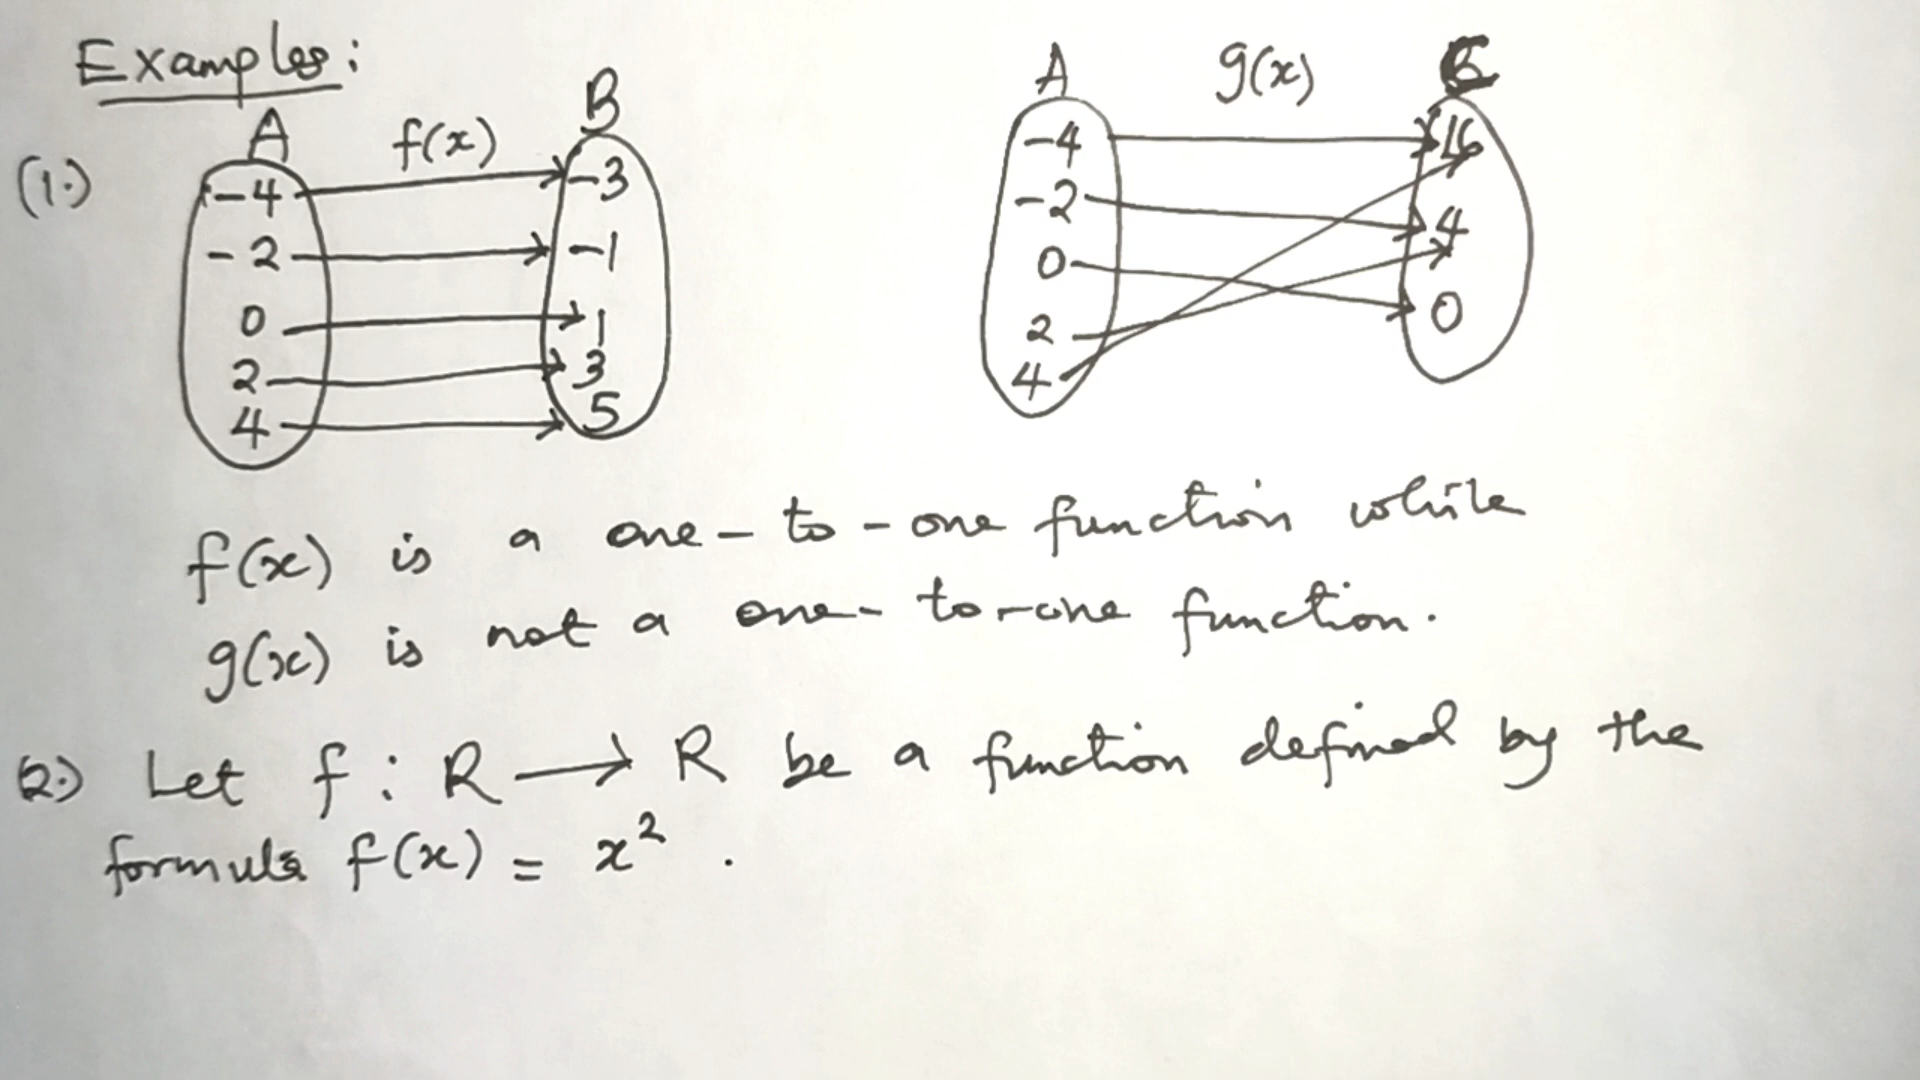 Examples:
(1.)
A f(x) B
-4 -3
-2 -1
0 1
2 3
4 5
A g(x) C
-4 16
-2 4
0 0
2
4
f(x) is a one-to-one function while
g(x) is not a one-to-one function.
2.) Let f : R → R be a function defined by the
formula f(x) = x².